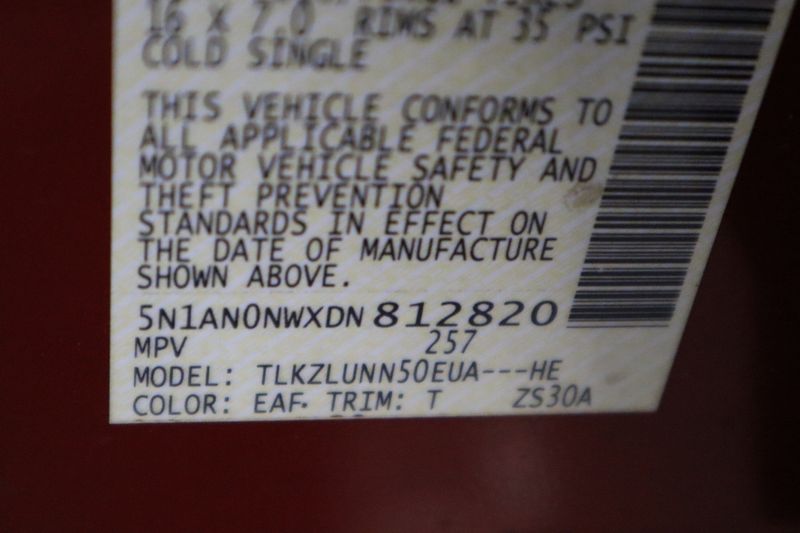 16 X 7.0 RIMS AT 35 PSI
COLD SINGLE
THIS VEHICLE CONFORMS TO
ALL APPLICABLE FEDERAL
MOTOR VEHICLE SAFETY AND
THEFT PREVENTION
STANDARDS IN EFFECT ON
THE DATE OF MANUFACTURE
SHOWN ABOVE.
5N1AN0NWXDN 812820
MPV 257
MODEL: TLKZLUNN50EUA---HE
COLOR: EAF TRIM: T ZS30A